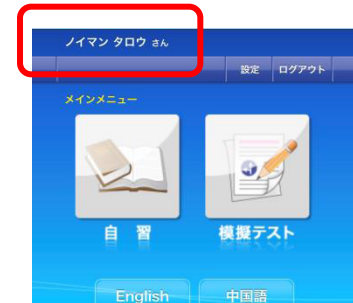 ノイマン タロウ さん
設定 ログアウト
メインメニュー
自 習 模擬テスト
English 中国語